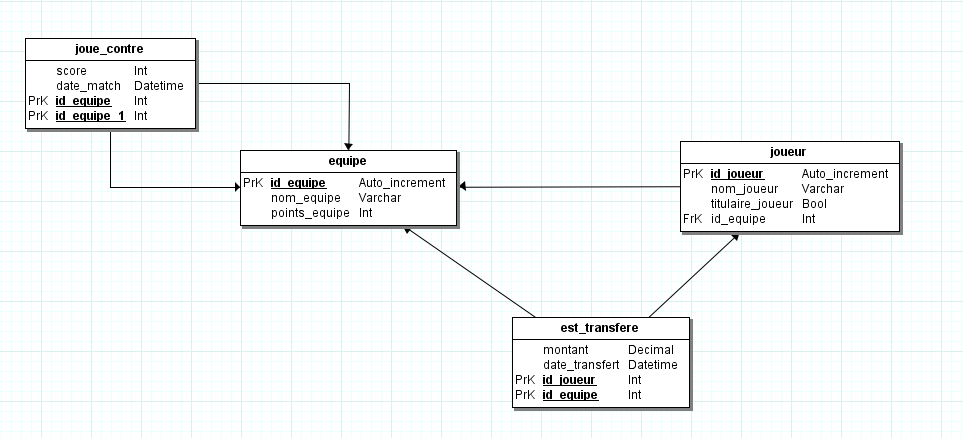 joue_contre
score Int
date_match Datetime
PrK id_equipe Int
PrK id_equipe_1 Int
equipe
PrK id_equipe Auto_increment
nom_equipe Varchar
points_equipe Int
joueur
PrK id_joueur Auto_increment
nom_joueur Varchar
titulaire_joueur Bool
FrK id_equipe Int
est_transfere
montant Decimal
date_transfert Datetime
PrK id_joueur Int
PrK id_equipe Int